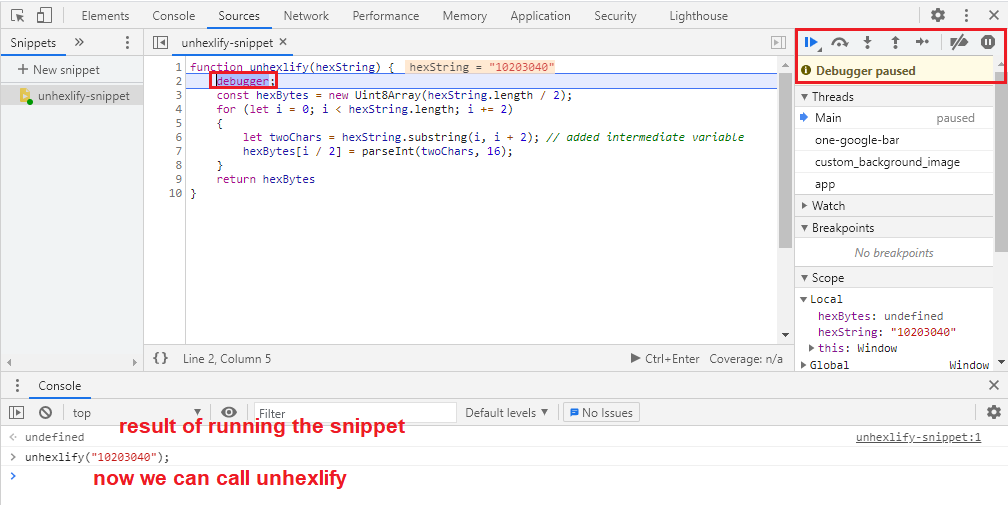 Elements Console Sources Network Performance Memory Application Security Lighthouse
Snippets »
unhexlify-snippet ×
+ New snippet
unhexlify-snippet
1 function unhexlify(hexString) { hexString = "10203040"
2 debugger;
3 const hexBytes = new Uint8Array(hexString.length / 2);
4 for (let i = 0; i < hexString.length; i += 2)
5 {
6 let twoChars = hexString.substring(i, i + 2); // added intermediate variable
7 hexBytes[i / 2] = parseInt(twoChars, 16);
8 }
9 return hexBytes
10 }
{} Line 2, Column 5 Ctrl+Enter Coverage: n/a
Debugger paused
Threads
Main paused
one-google-bar
custom_background_image
app
Watch
Breakpoints
No breakpoints
Scope
Local
hexBytes: undefined
hexString: "10203040"
this: Window
Global Window
Console
top Filter Default levels No Issues
result of running the snippet
undefined unhexlify-snippet:1
unhexlify("10203040");
now we can call unhexlify